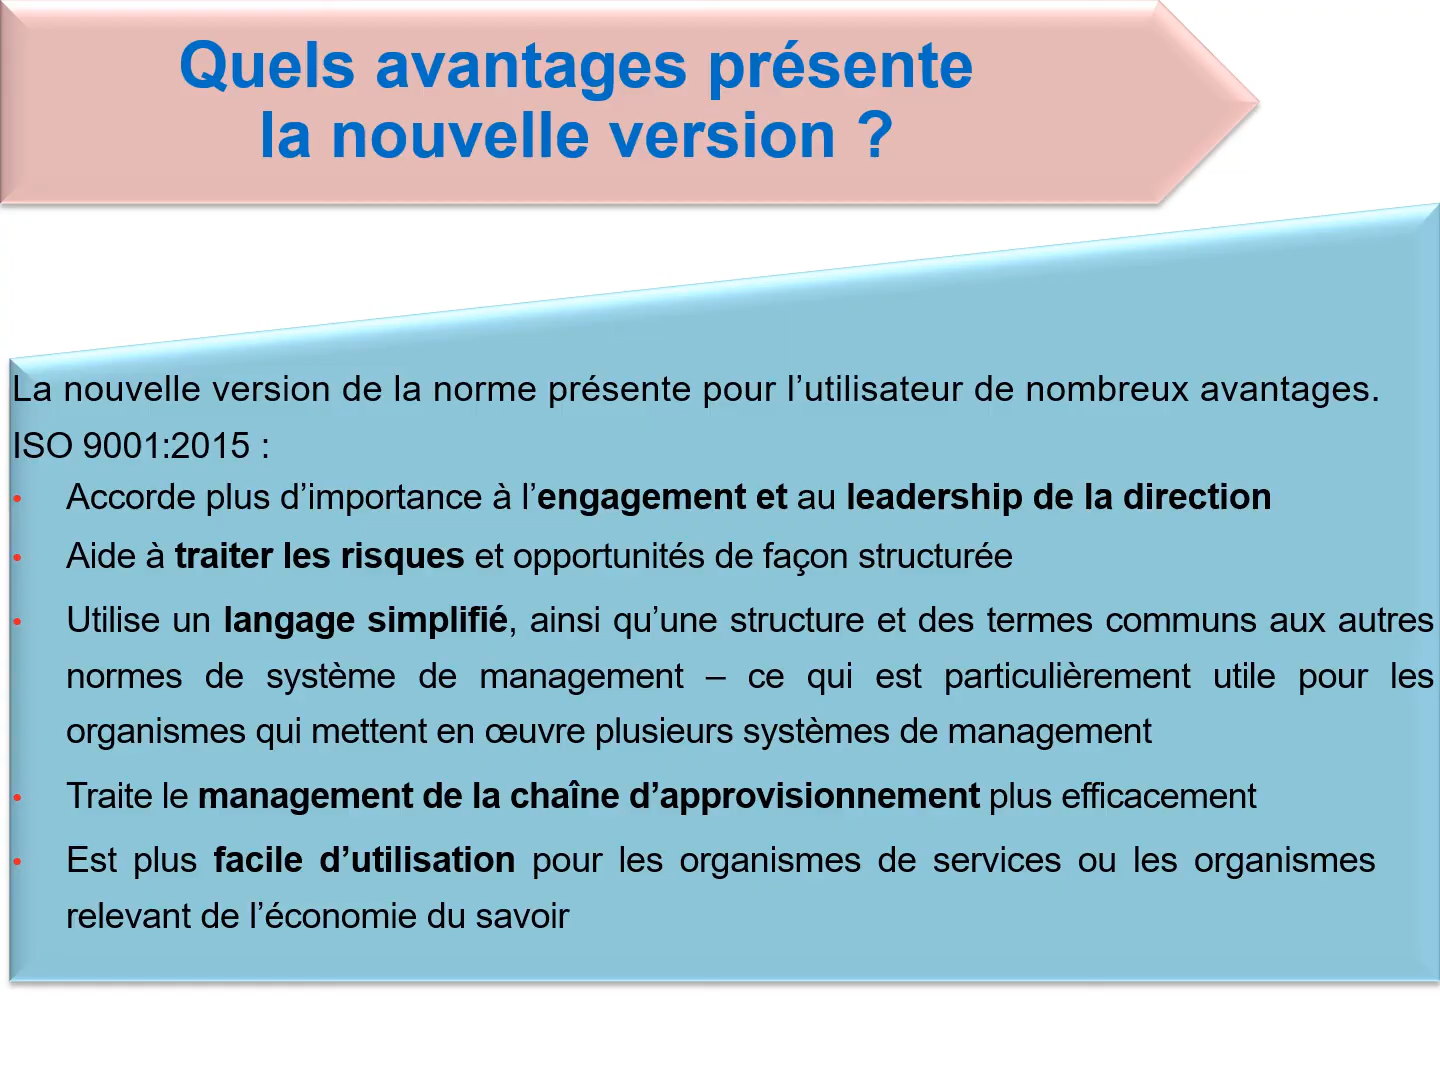 Quels avantages présente
la nouvelle version ?
La nouvelle version de la norme présente pour l’utilisateur de nombreux avantages.
ISO 9001:2015 :
• Accorde plus d’importance à l’engagement et au leadership de la direction
• Aide à traiter les risques et opportunités de façon structurée
• Utilise un langage simplifié, ainsi qu’une structure et des termes communs aux autres
normes de système de management – ce qui est particulièrement utile pour les
organismes qui mettent en œuvre plusieurs systèmes de management
• Traite le management de la chaîne d’approvisionnement plus efficacement
• Est plus facile d’utilisation pour les organismes de services ou les organismes
relevant de l’économie du savoir